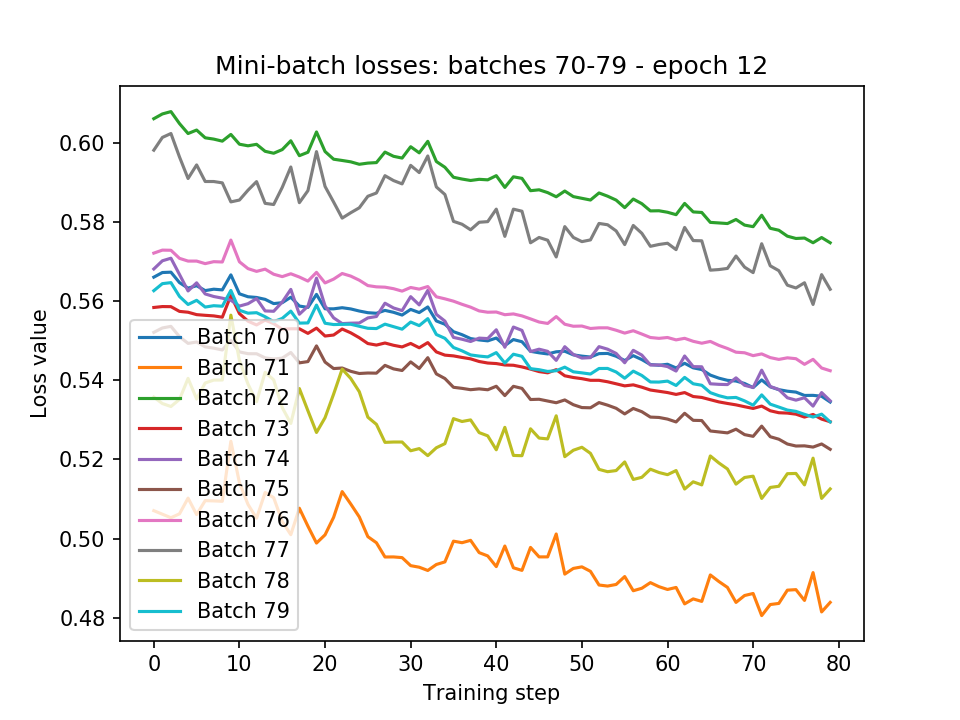 Mini-batch losses: batches 70-79 - epoch 12
Loss value
0.60
0.58
0.56
0.54
0.52
0.50
0.48
Batch 70
Batch 71
Batch 72
Batch 73
Batch 74
Batch 75
Batch 76
Batch 77
Batch 78
Batch 79
0 10 20 30 40 50 60 70 80
Training step